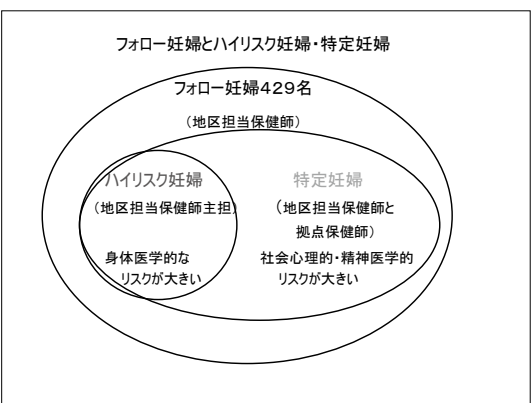 フォロー妊婦とハイリスク妊婦・特定妊婦
フォロー妊婦429名
（地区担当保健師）
ハイリスク妊婦
（地区担当保健師主担）
身体医学的な
リスクが大きい
特定妊婦
（地区担当保健師と
拠点保健師）
社会心理的・精神医学的
リスクが大きい